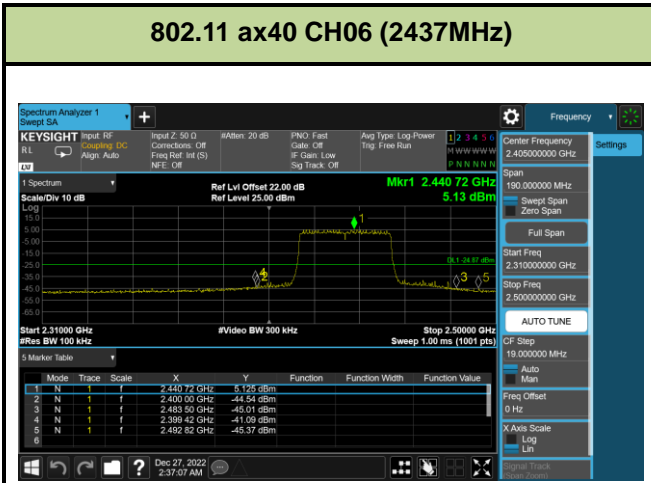 802.11 ax40 CH06 (2437MHz)
Spectrum Analyzer 1
Swept SA
+
Frequency
KEYSIGHT
RL
LXI
Input: RF
Coupling: DC
Align: Auto
Input Z: 50 Ω
Corrections: Off
Freq Ref: Int (S)
NFE: Off
#Atten: 20 dB
PNO: Fast
Gate: Off
IF Gain: Low
Sig Track: Off
Avg Type: Log-Power
Trig: Free Run
1 2 3 4 5 6
M W W W W W
P N N N N N
1 Spectrum
Scale/Div 10 dB
Ref Lvl Offset 22.00 dB
Ref Level 25.00 dBm
Mkr1 2.440 72 GHz
5.13 dBm
Log
15.0
5.00
-5.00
-15.0
-25.0
-35.0
-45.0
-55.0
-65.0
1
DL1 -24.87 dBm
4
2
3
5
Start 2.31000 GHz
#Res BW 100 kHz
#Video BW 300 kHz
Stop 2.50000 GHz
Sweep 1.00 ms (1001 pts)
5 Marker Table
Mode Trace Scale X Y Function Function Width Function Value
1 N 1 f 2.440 72 GHz 5.125 dBm
2 N 1 f 2.400 00 GHz -44.54 dBm
3 N 1 f 2.483 50 GHz -45.01 dBm
4 N 1 f 2.399 42 GHz -41.09 dBm
5 N 1 f 2.492 82 GHz -45.37 dBm
6
Dec 27, 2022
2:37:07 AM
Settings
Center Frequency
2.405000000 GHz
Span
190.000000 MHz
Swept Span
Zero Span
Full Span
Start Freq
2.310000000 GHz
Stop Freq
2.500000000 GHz
AUTO TUNE
CF Step
19.000000 MHz
Auto
Man
Freq Offset
0 Hz
X Axis Scale
Log
Lin
Signal Track
(Span Zoom)